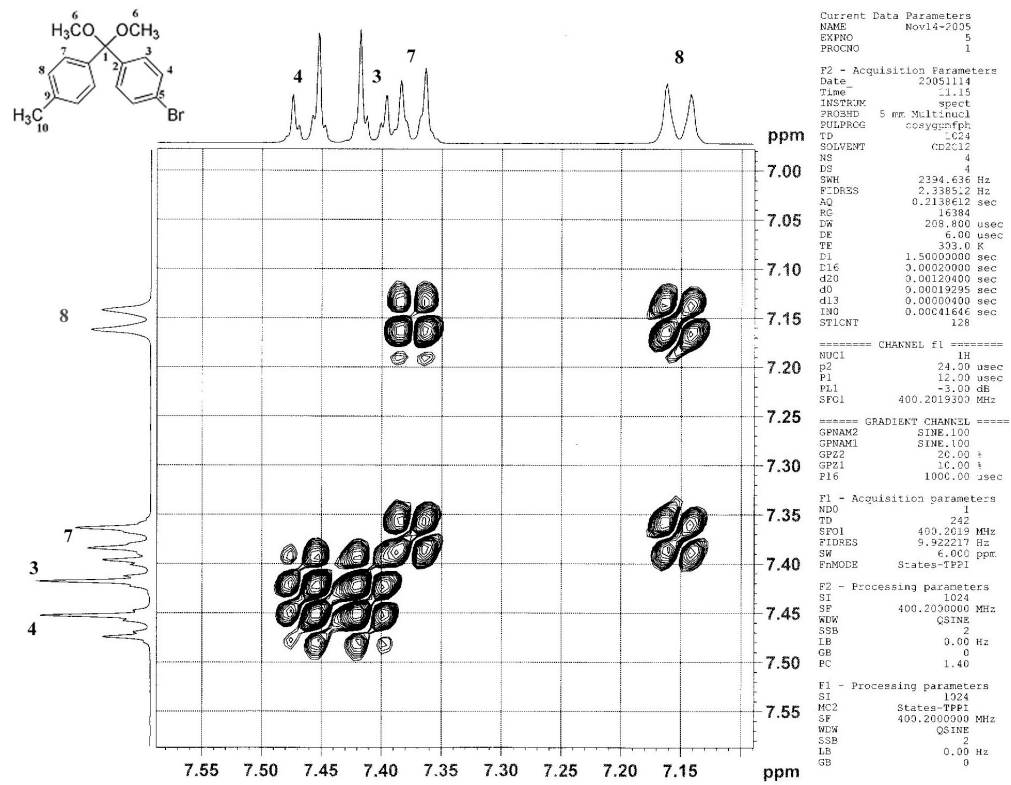 6 6
H₃CO OCH₃
7 1 3
8 2 4
9 5
H₃C Br
10
4 3 7 8
ppm
7.00
7.05
7.10
8 7.15
7.20
7.25
7.30
7 7.35
3 7.40
4 7.45
7.50
7.55
7.55 7.50 7.45 7.40 7.35 7.30 7.25 7.20 7.15 ppm
Current Data Parameters
NAME Nov14-2005
EXPNO 5
PROCNO 1
F2 - Acquisition Parameters
Date_ 20051114
Time 11.15
INSTRUM spect
PROBHD 5 mm Multinucl
PULPROG cosygpmfph
TD 1024
SOLVENT CD2Cl2
NS 4
DS 4
SWH 2394.636 Hz
FIDRES 2.338512 Hz
AQ 0.2138612 sec
RG 16384
DW 208.800 usec
DE 6.00 usec
TE 303.0 K
D1 1.50000000 sec
D16 0.00020000 sec
d20 0.00120400 sec
d0 0.00019295 sec
d13 0.00000400 sec
IN0 0.00041646 sec
ST1CNT 128
======== CHANNEL f1 ========
NUC1 1H
p2 24.00 usec
P1 12.00 usec
PL1 -3.00 dB
SFO1 400.2019300 MHz
====== GRADIENT CHANNEL =====
GPNAM2 SINE.100
GPNAM1 SINE.100
GPZ2 20.00 %
GPZ1 10.00 %
P16 1000.00 usec
F1 - Acquisition parameters
ND0 1
TD 242
SFO1 400.2019 MHz
FIDRES 9.922217 Hz
SW 6.000 ppm
FnMODE States-TPPI
F2 - Processing parameters
SI 1024
SF 400.2000000 MHz
WDW QSINE
SSB 2
LB 0.00 Hz
GB 0
PC 1.40
F1 - Processing parameters
SI 1024
MC2 States-TPPI
SF 400.2000000 MHz
WDW QSINE
SSB 2
LB 0.00 Hz
GB 0